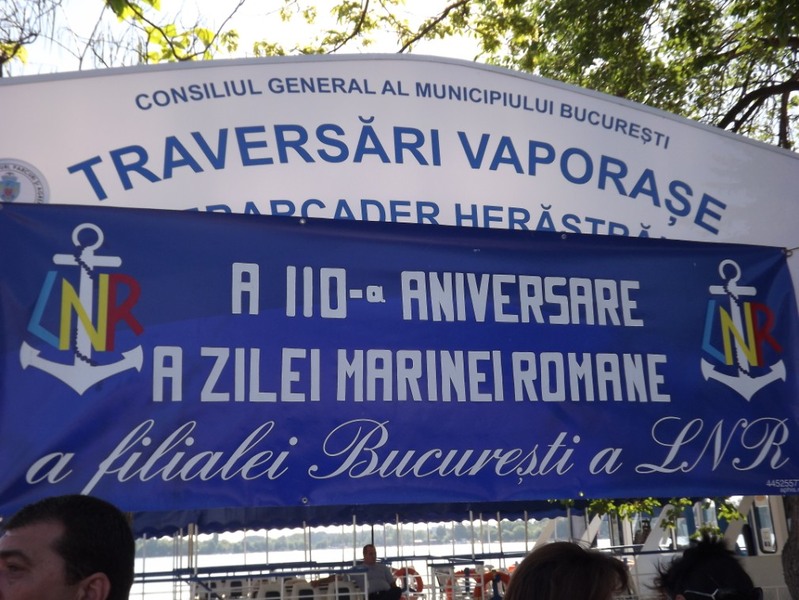 CONSILIUL GENERAL AL MUNICIPIULUI BUCUREȘTI
TRAVERSĂRI VAPORAȘE
LNR
A 110-a ANIVERSARE
A ZILEI MARINEI ROMANE
a filialei București a LNR
LNR